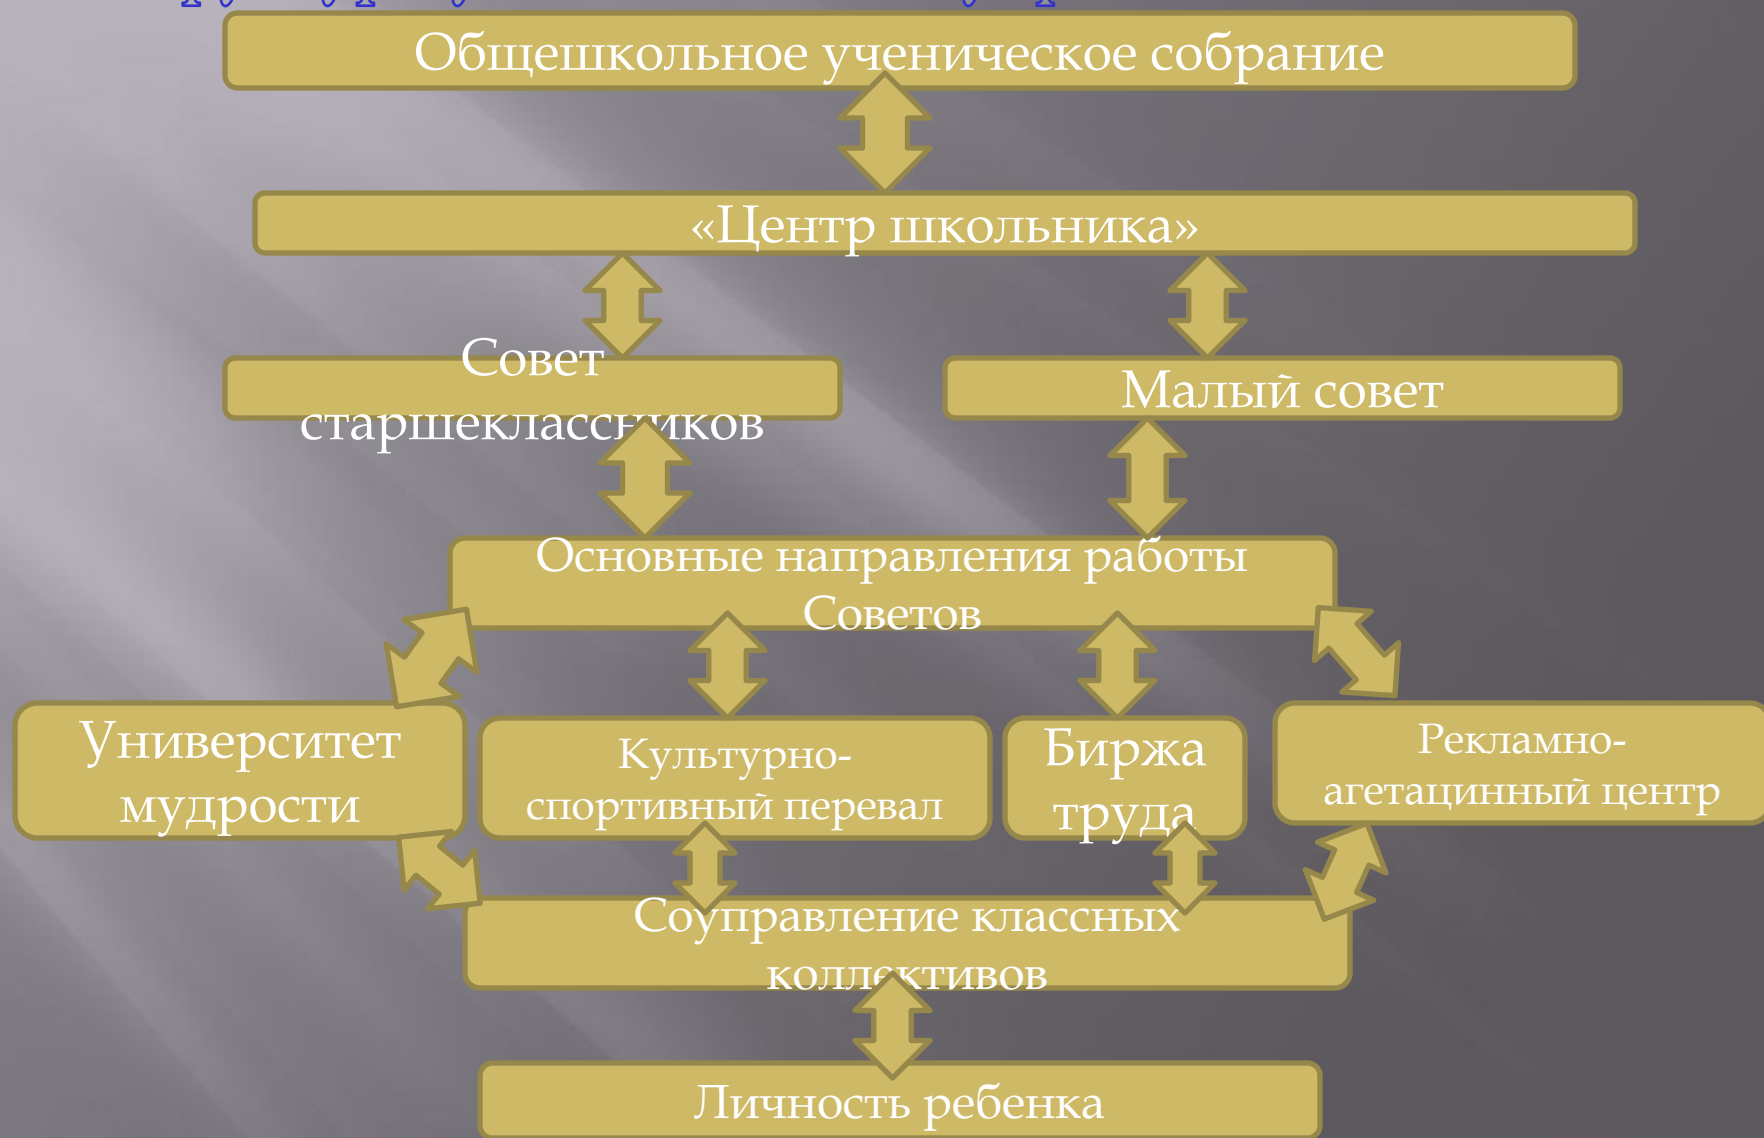 Общешкольное ученическое собрание
«Центр школьника»
Совет
старшеклассников
Малый совет
Основные направления работы
Советов
Университет
мудрости
Культурно-
спортивный перевал
Биржа
труда
Рекламно-
агетацинный центр
Соуправление классных
коллективов
Личность ребенка